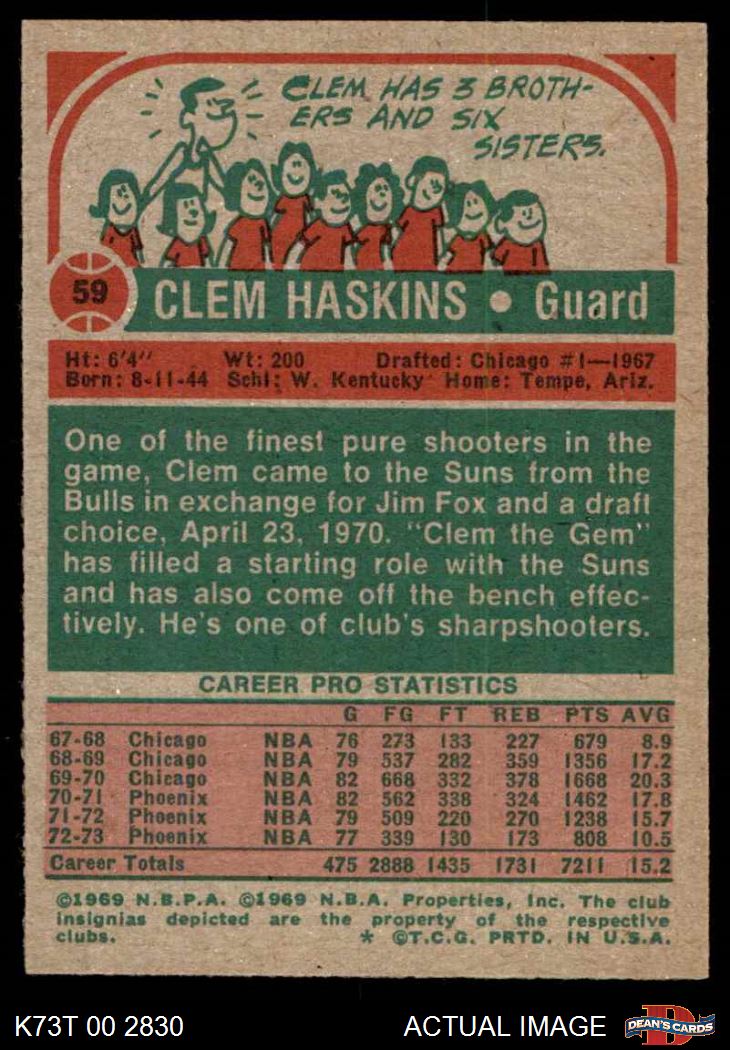 CLEM HAS 3 BROTH-
ERS AND SIX
SISTERS.
59 CLEM HASKINS • Guard
Ht: 6'4" Wt: 200 Drafted: Chicago #1—1967
Born: 8-11-44 Schl: W. Kentucky Home: Tempe, Ariz.
One of the finest pure shooters in the
game, Clem came to the Suns from the
Bulls in exchange for Jim Fox and a draft
choice, April 23, 1970. "Clem the Gem"
has filled a starting role with the Suns
and has also come off the bench effec-
tively. He's one of club's sharpshooters.
CAREER PRO STATISTICS
G FG FT REB PTS AVG
67-68 Chicago NBA 76 273 133 227 679 8.9
68-69 Chicago NBA 79 537 282 359 1356 17.2
69-70 Chicago NBA 82 668 332 378 1668 20.3
70-71 Phoenix NBA 82 562 338 324 1462 17.8
71-72 Phoenix NBA 79 509 220 270 1238 15.7
72-73 Phoenix NBA 77 339 130 173 808 10.5
Career Totals 475 2888 1435 1731 7211 15.2
©1969 N.B.P.A. ©1969 N.B.A. Properties, Inc. The club
insignias depicted are the property of the respective
clubs. * ©T.C.G. PRTD. IN U.S.A.
K73T 00 2830 ACTUAL IMAGE D DEAN'S CARDS